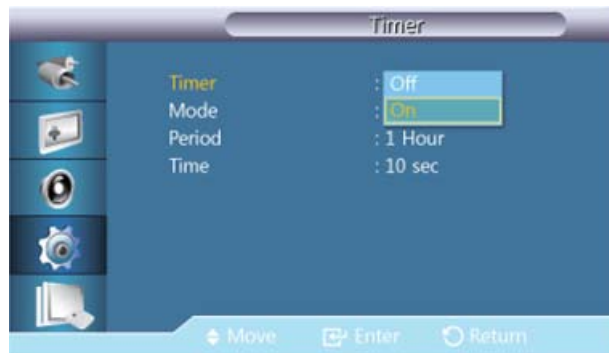 Timer
Timer : Off
Mode : On
Period : 1 Hour
Time : 10 sec
Move Enter Return